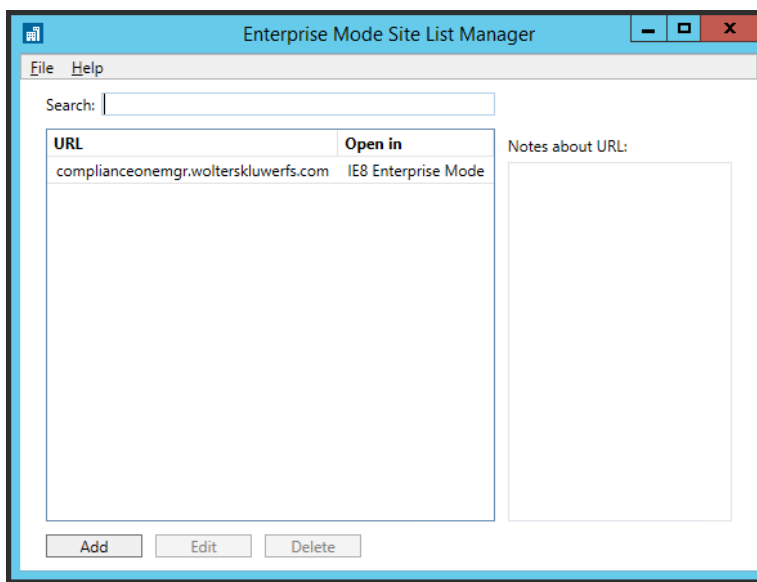 Enterprise Mode Site List Manager
File Help
Search:
URL Open in
Notes about URL:
complianceonemgr.wolterskluwerfs.com IE8 Enterprise Mode
Add Edit Delete